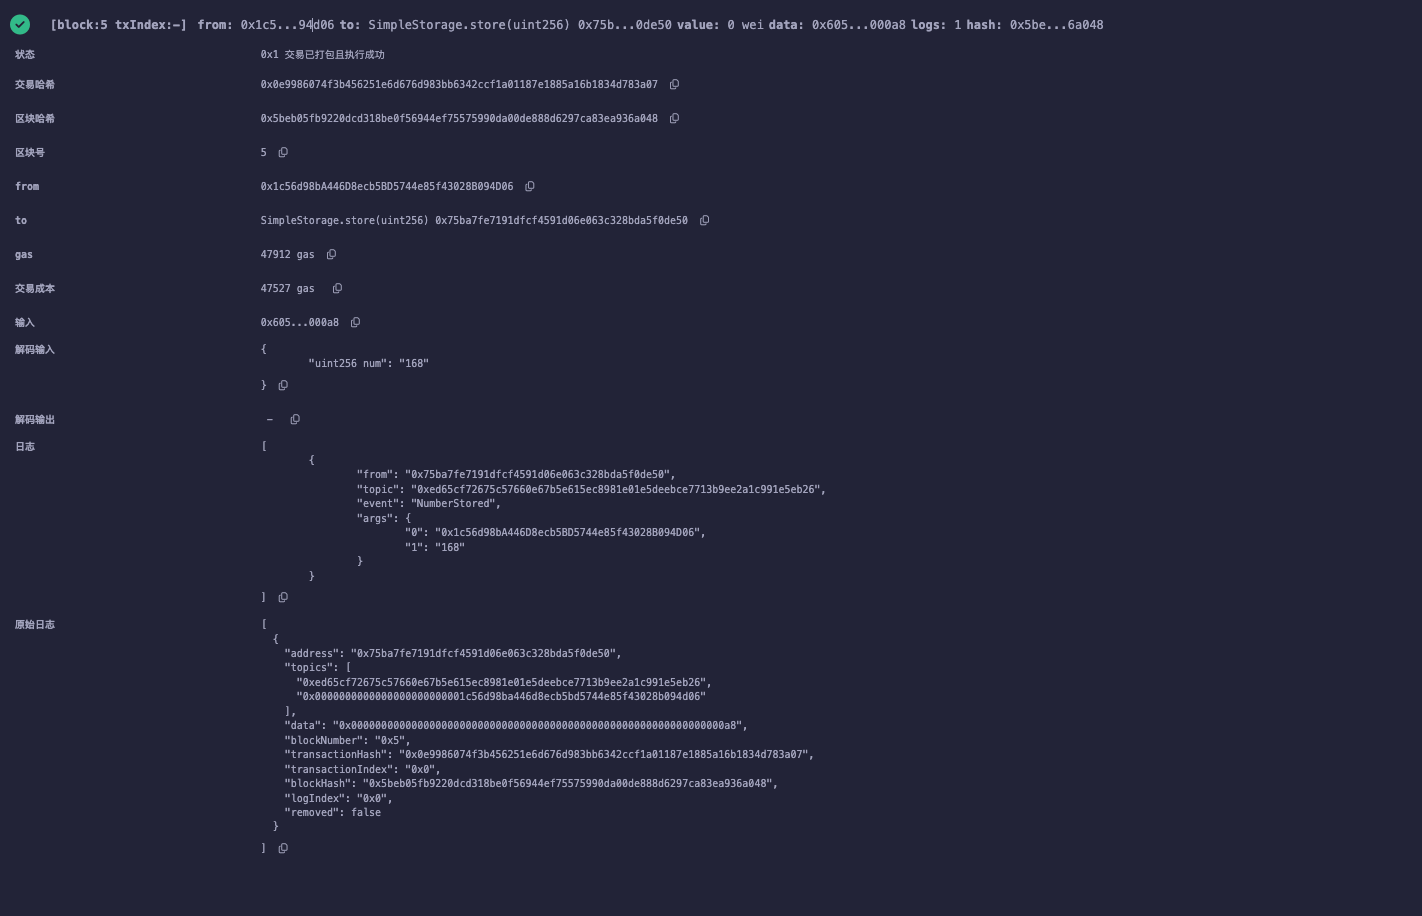 [block:5 txIndex:-] from: 0x1c5...94d06 to: SimpleStorage.store(uint256) 0x75b...0de50 value: 0 wei data: 0x605...000a8 logs: 1 hash: 0x5be...6a048
状态 0x1 交易已打包且执行成功
交易哈希 0x0e9986074f3b456251e6d676d983bb6342ccf1a01187e1885a16b1834d783a07
区块哈希 0x5beb05fb9220dcd318be0f56944ef75575990da00de888d6297ca83ea936a048
区块号 5
from 0x1c56d98bA446D8ecb5BD5744e85f43028B094D06
to SimpleStorage.store(uint256) 0x75ba7fe7191dfcf4591d06e063c328bda5f0de50
gas 47912 gas
交易成本 47527 gas
输入 0x605...000a8
解码输入 {
"uint256 num": "168"
}
解码输出 -
日志 [
{
"from": "0x75ba7fe7191dfcf4591d06e063c328bda5f0de50",
"topic": "0xed65cf72675c57660e67b5e615ec8981e01e5deebce7713b9ee2a1c991e5eb26",
"event": "NumberStored",
"args": {
"0": "0x1c56d98bA446D8ecb5BD5744e85f43028B094D06",
"1": "168"
}
}
]
原始日志 [
{
"address": "0x75ba7fe7191dfcf4591d06e063c328bda5f0de50",
"topics": [
"0xed65cf72675c57660e67b5e615ec8981e01e5deebce7713b9ee2a1c991e5eb26",
"0x0000000000000000000000001c56d98ba446d8ecb5bd5744e85f43028b094d06"
],
"data": "0x00000000000000000000000000000000000000000000000000000000000000a8",
"blockNumber": "0x5",
"transactionHash": "0x0e9986074f3b456251e6d676d983bb6342ccf1a01187e1885a16b1834d783a07",
"transactionIndex": "0x0",
"blockHash": "0x5beb05fb9220dcd318be0f56944ef75575990da00de888d6297ca83ea936a048",
"logIndex": "0x0",
"removed": false
}
]